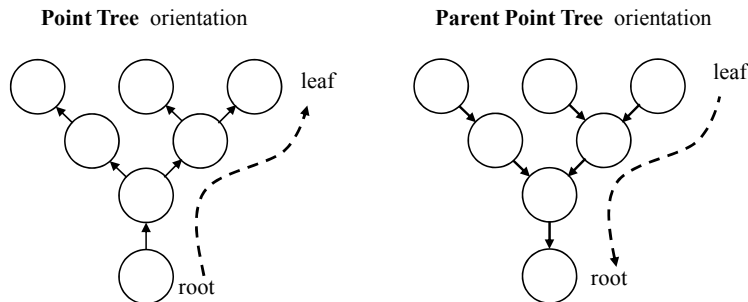 Point Tree orientation
leaf
root
Parent Point Tree orientation
leaf
root